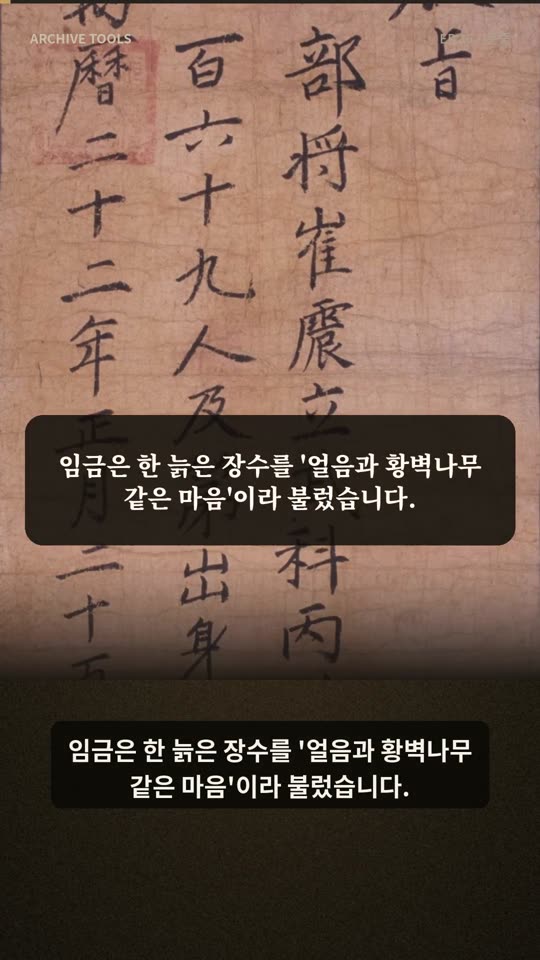 ARCHIVE TOOLS
旨
部将崔震立科丙
百六十九人及第出身
曆二十二年正月二十五
임금은 한 늙은 장수를 '얼음과 황벽나무
같은 마음'이라 불렀습니다.
임금은 한 늙은 장수를 '얼음과 황벽나무
같은 마음'이라 불렀습니다.